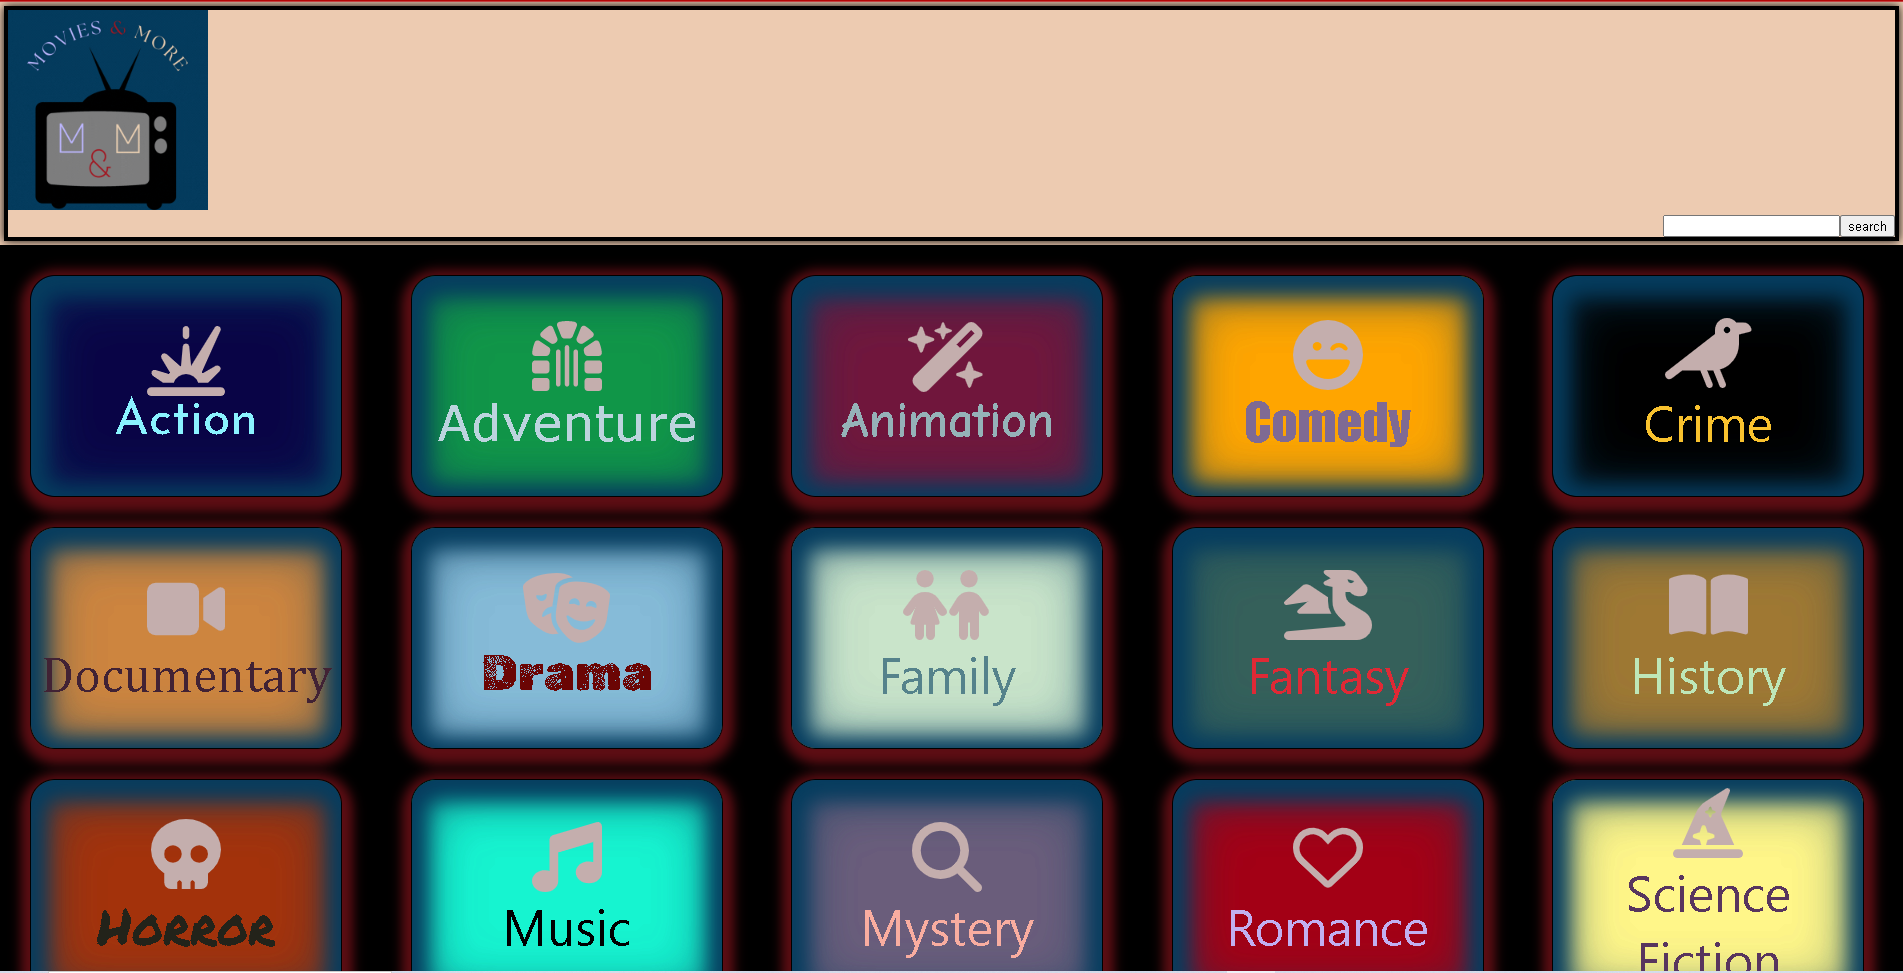 MOVIES & MORE
M & M
search
Action
Adventure
Animation
Comedy
Crime
Documentary
Drama
Family
Fantasy
History
Horror
Music
Mystery
Romance
Science
Fiction